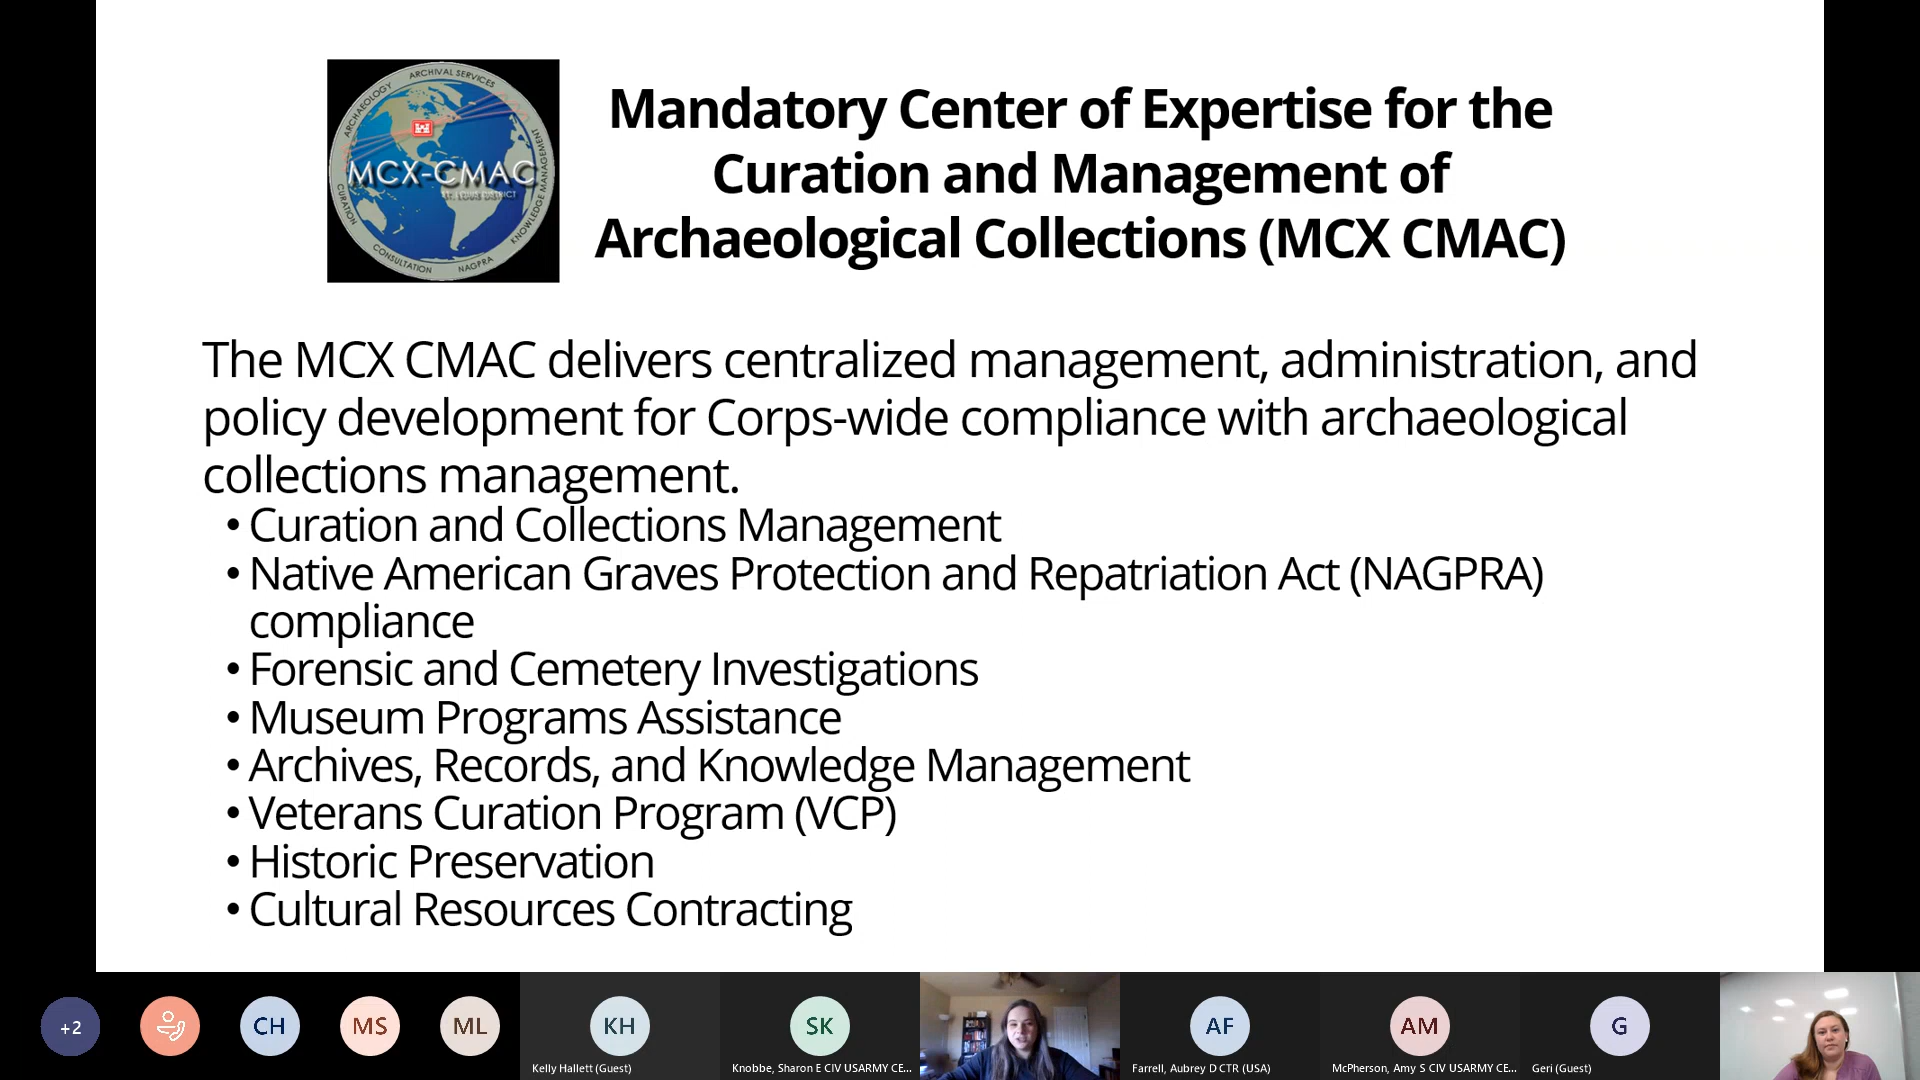 ARCHIVAL SERVICES
ARCHAEOLOGY
MCX-CMAC
ST. LOUIS DISTRICT
KNOWLEDGE MANAGEMENT
CURATION
CONSULTATION
NAGPRA
Mandatory Center of Expertise for the
Curation and Management of
Archaeological Collections (MCX CMAC)
The MCX CMAC delivers centralized management, administration, and
policy development for Corps-wide compliance with archaeological
collections management.
• Curation and Collections Management
• Native American Graves Protection and Repatriation Act (NAGPRA)
compliance
• Forensic and Cemetery Investigations
• Museum Programs Assistance
• Archives, Records, and Knowledge Management
• Veterans Curation Program (VCP)
• Historic Preservation
• Cultural Resources Contracting
+2
CH
MS
ML
KH
SK
AF
AM
G
Kelly Hallett (Guest)
Knobbe, Sharon E CIV USARMY CE...
Farrell, Aubrey D CTR (USA)
McPherson, Amy S CIV USARMY CE...
Geri (Guest)